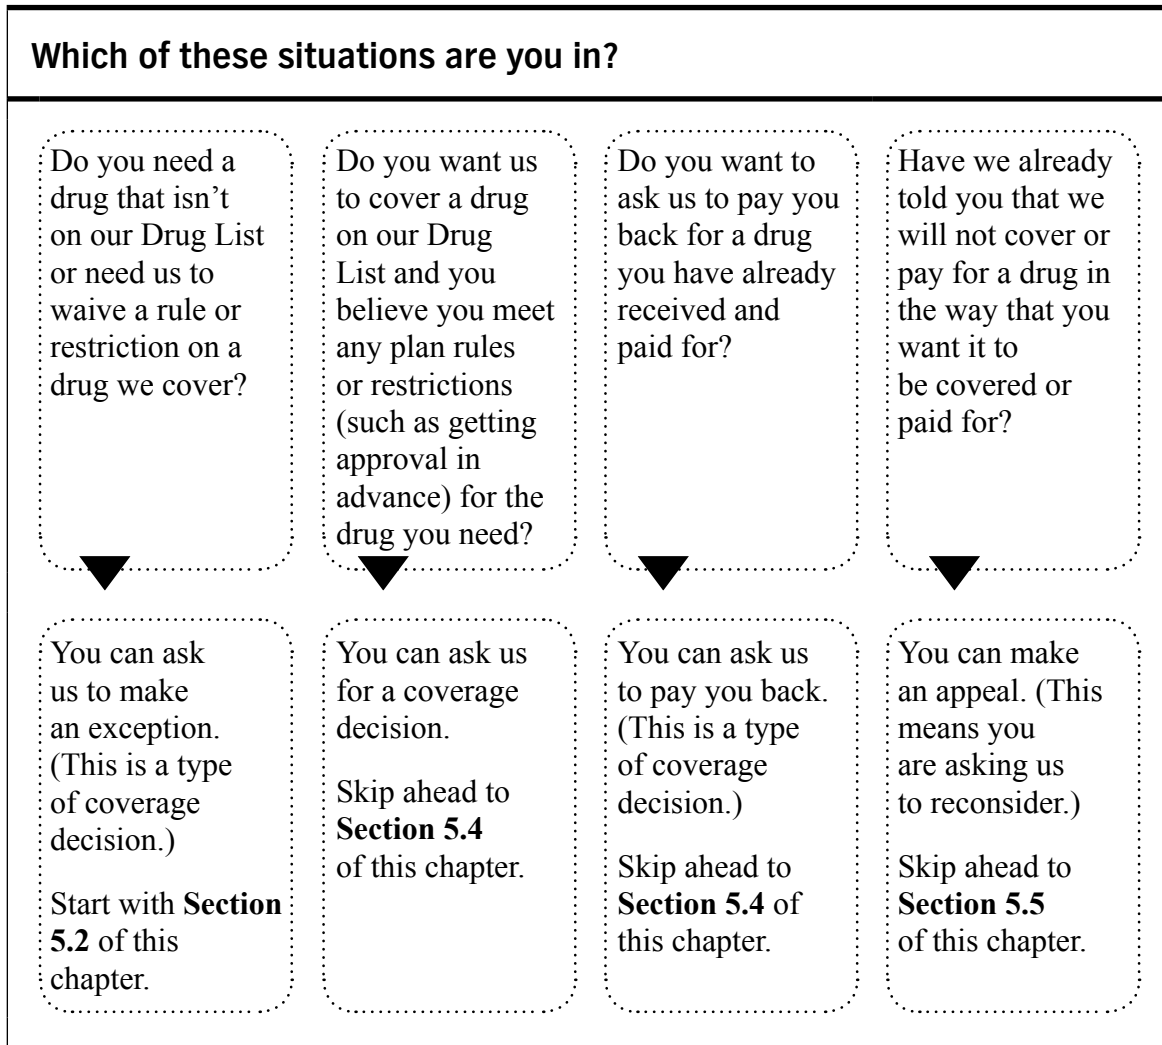 Which of these situations are you in?
Do you need a
drug that isn’t
on our Drug List
or need us to
waive a rule or
restriction on a
drug we cover?
You can ask
us to make
an exception.
(This is a type
of coverage
decision.)
Start with Section
5.2 of this
chapter.
Do you want us
to cover a drug
on our Drug
List and you
believe you meet
any plan rules
or restrictions
(such as getting
approval in
advance) for the
drug you need?
You can ask us
for a coverage
decision.
Skip ahead to
Section 5.4
of this chapter.
Do you want to
ask us to pay you
back for a drug
you have already
received and
paid for?
You can ask us
to pay you back.
(This is a type
of coverage
decision.)
Skip ahead to
Section 5.4 of
this chapter.
Have we already
told you that we
will not cover or
pay for a drug in
the way that you
want it to
be covered or
paid for?
You can make
an appeal. (This
means you
are asking us
to reconsider.)
Skip ahead to
Section 5.5
of this chapter.